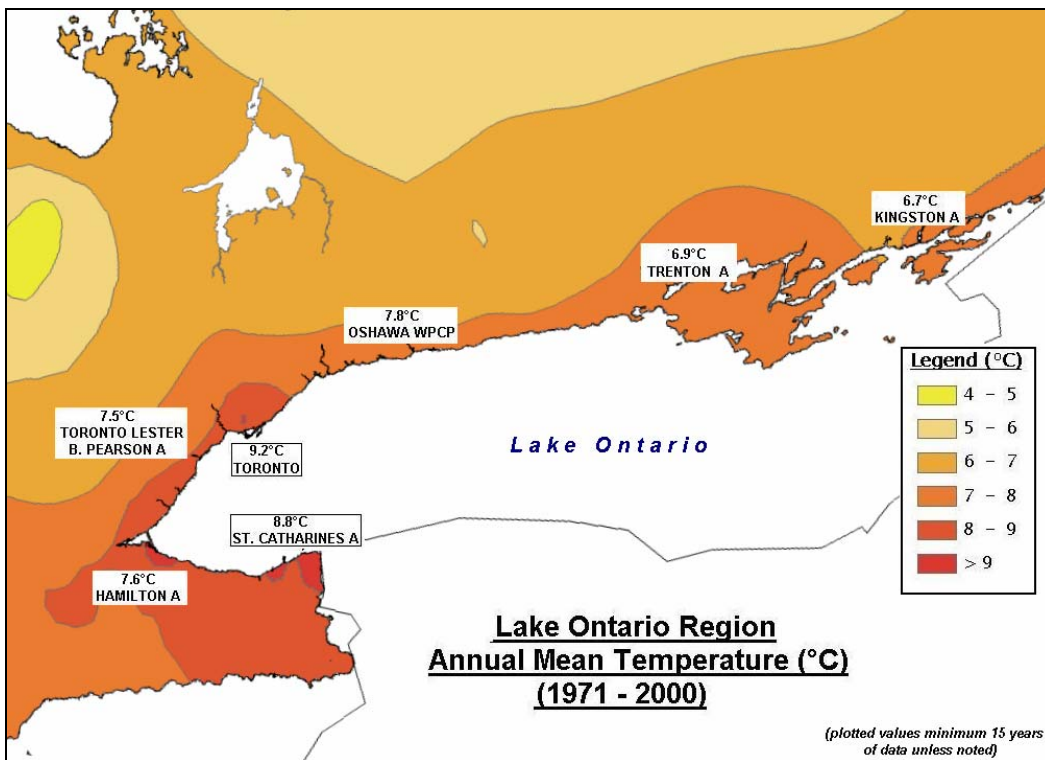 6.7°C
KINGSTON A
6.9°C
TRENTON A
7.8°C
OSHAWA WPCP
7.5°C
TORONTO LESTER
B. PEARSON A
9.2°C
TORONTO
Lake Ontario
8.8°C
ST. CATHARINES A
7.6°C
HAMILTON A
Legend (°C)
4 - 5
5 - 6
6 - 7
7 - 8
8 - 9
> 9
Lake Ontario Region
Annual Mean Temperature (°C)
(1971 - 2000)
(plotted values minimum 15 years
of data unless noted)